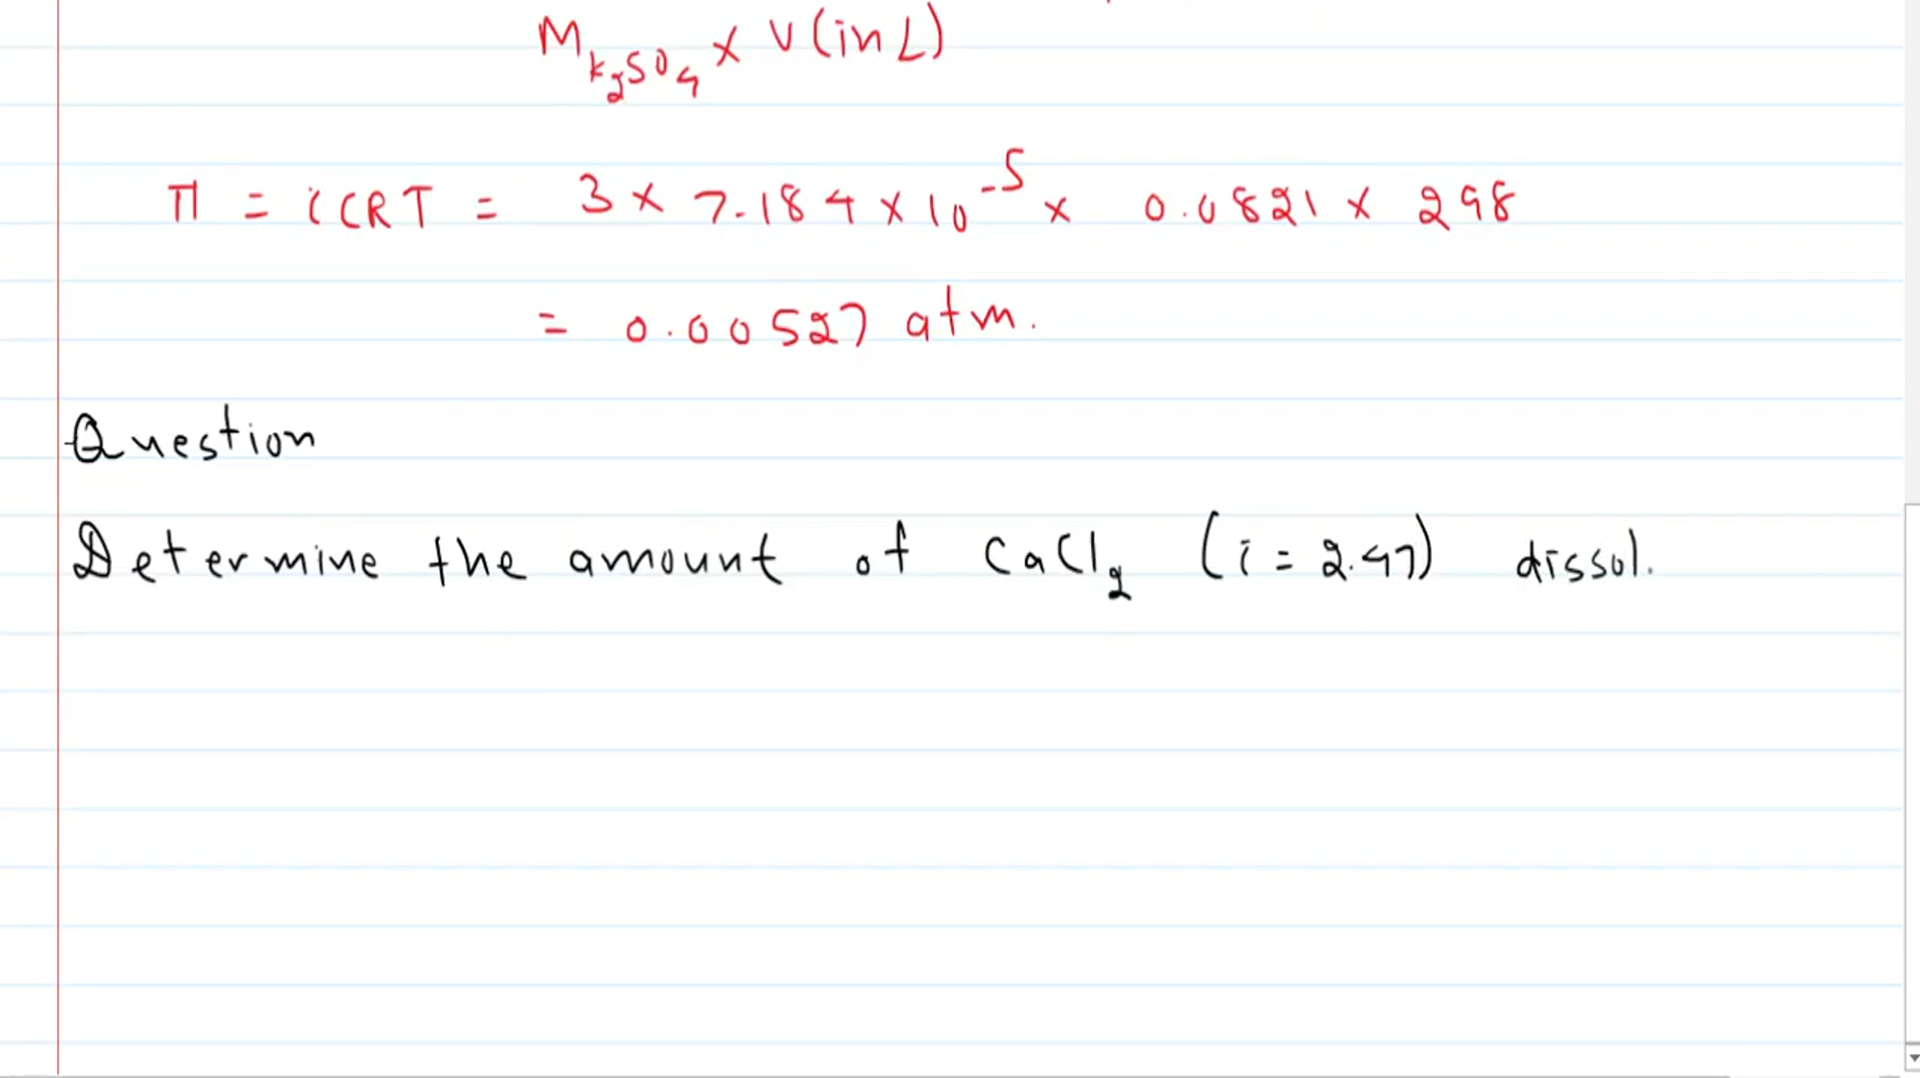 M K₂SO₄ × V (in L)
π = iCRT = 3 × 7.184 × 10⁻⁵ × 0.0821 × 298
= 0.00527 atm.
Question
Determine the amount of CaCl₂ (i = 2.47) dissol.